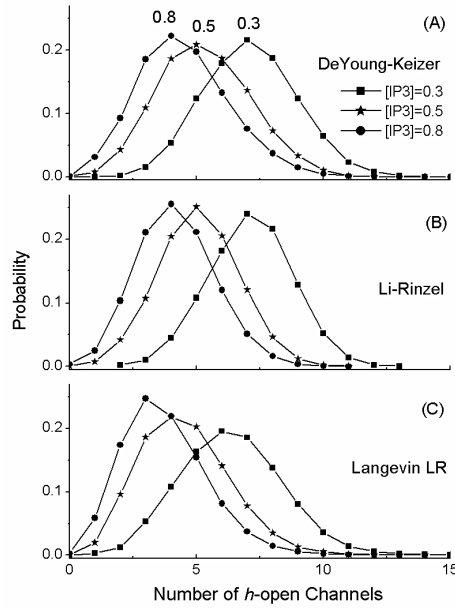 0.8
0.5
0.3
(A)
DeYoung-Keizer
[IP3]=0.3
[IP3]=0.5
[IP3]=0.8
0.2
0.1
0.0
(B)
Li-Rinzel
0.2
0.1
0.0
Probability
(C)
Langevin LR
0.2
0.1
0.0
0
5
10
15
Number of h-open Channels